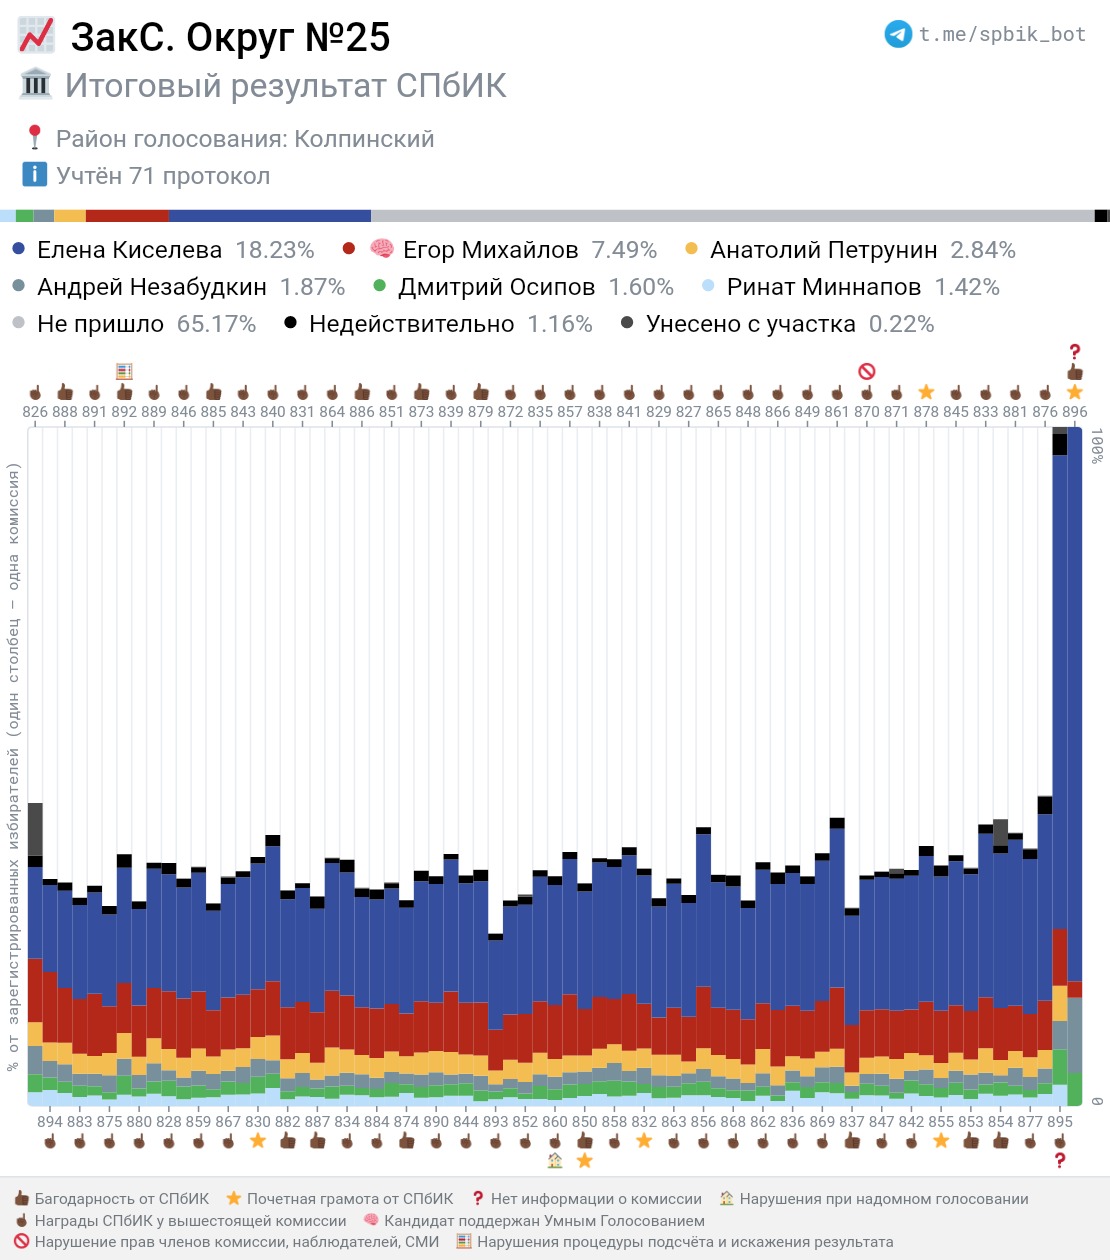 ЗакС. Округ №25
t.me/spbik_bot
Итоговый результат СПбИК
Район голосования: Колпинский
Учтён 71 протокол
Елена Киселева 18.23% Егор Михайлов 7.49% Анатолий Петрунин 2.84%
Андрей Незабудкин 1.87% Дмитрий Осипов 1.60% Ринат Миннапов 1.42%
Не пришло 65.17% Недействительно 1.16% Унесено с участка 0.22%
826 888 891 892 889 846 885 843 840 831 864 886 851 873 839 879 872 835 857 838 841 829 827 865 848 866 849 861 870 871 878 845 833 881 876 896
100%
% от зарегистрированных избирателей (один столбец – одна комиссия)
0
894 883 875 880 828 859 867 830 882 887 834 884 874 890 844 893 852 860 850 858 832 863 856 868 862 836 869 837 847 842 855 853 854 877 895
Багодарность от СПбИК Почетная грамота от СПбИК Нет информации о комиссии Нарушения при надомном голосовании
Награды СПбИК у вышестоящей комиссии Кандидат поддержан Умным Голосованием
Нарушение прав членов комиссии, наблюдателей, СМИ Нарушения процедуры подсчёта и искажения результата